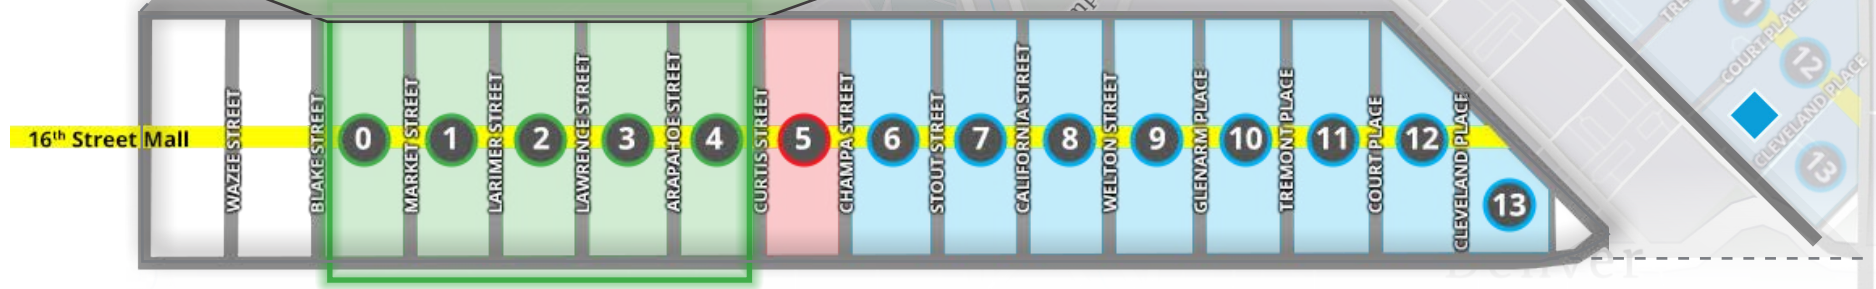 16th Street Mall
WAZEE STREET
BLAKE STREET
0
MARKET STREET
1
LARIMER STREET
2
LAWRENCE STREET
3
ARAPAHOE STREET
4
CURTIS STREET
5
CHAMPA STREET
6
STOUT STREET
7
CALIFORNIA STREET
8
WELTON STREET
9
GLENARM PLACE
10
TREMONT PLACE
11
COURT PLACE
12
CLEVELAND PLACE
13
Denver
TRE
COURT PLACE
12
CLEVELAND PLACE
13